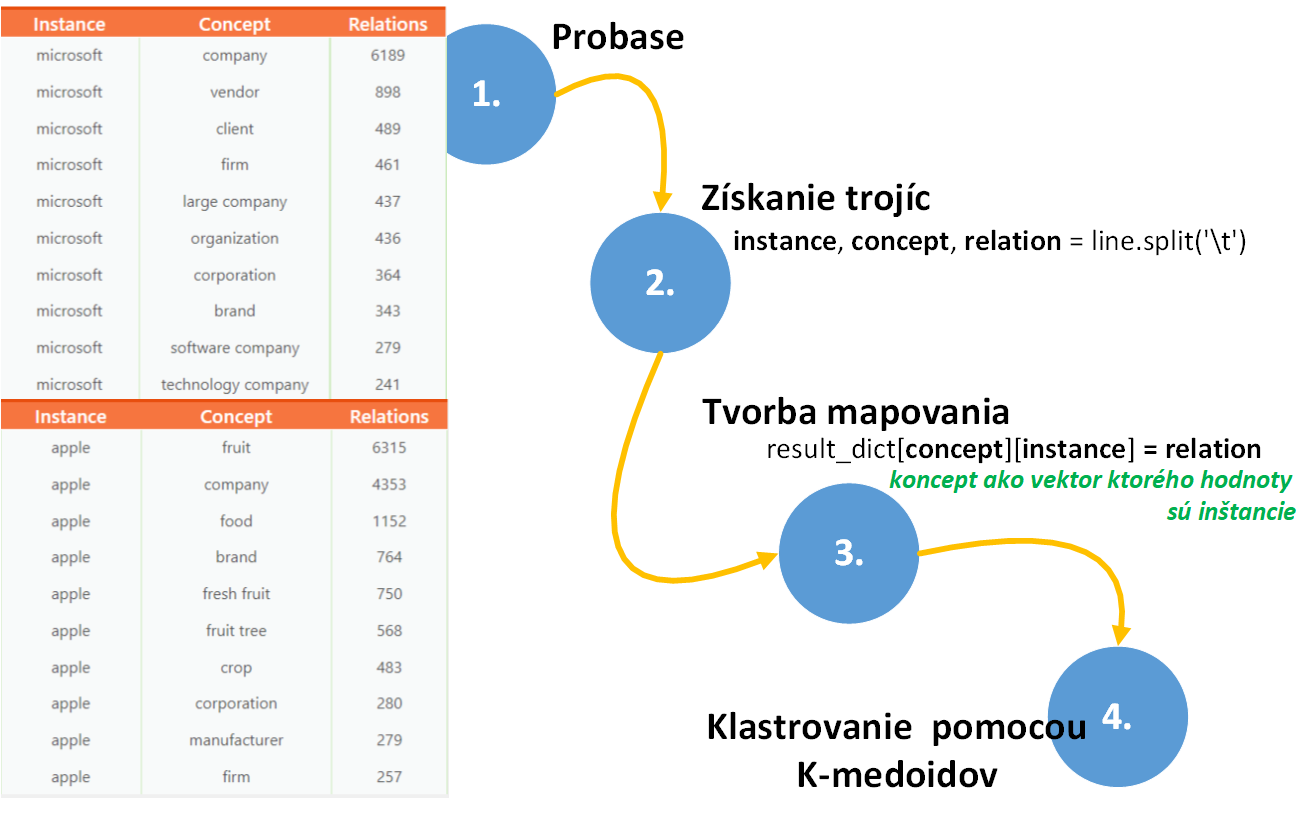 Instance Concept Relations
microsoft company 6189
microsoft vendor 898
microsoft client 489
microsoft firm 461
microsoft large company 437
microsoft organization 436
microsoft corporation 364
microsoft brand 343
microsoft software company 279
microsoft technology company 241
Instance Concept Relations
apple fruit 6315
apple company 4353
apple food 1152
apple brand 764
apple fresh fruit 750
apple fruit tree 568
apple crop 483
apple corporation 280
apple manufacturer 279
apple firm 257
Probase
1.
Získanie trojíc
instance, concept, relation = line.split('\t')
2.
Tvorba mapovania
result_dict[concept][instance] = relation
koncept ako vektor ktorého hodnoty
sú inštancie
3.
Klastrovanie pomocou
K-medoidov
4.